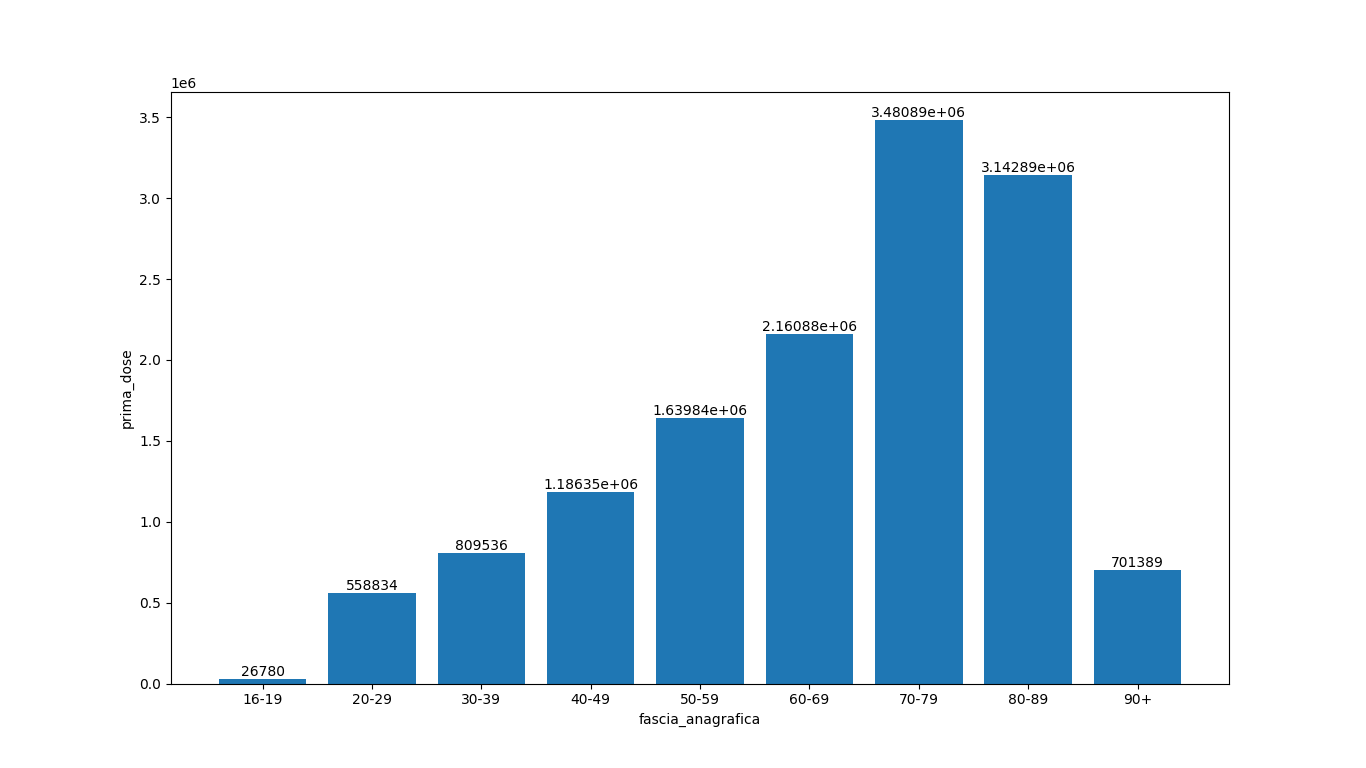 1e6
3.5
3.0
2.5
2.0
1.5
1.0
0.5
0.0
prima_dose
26780
558834
809536
1.18635e+06
1.63984e+06
2.16088e+06
3.48089e+06
3.14289e+06
701389
16-19 20-29 30-39 40-49 50-59 60-69 70-79 80-89 90+
fascia_anagrafica